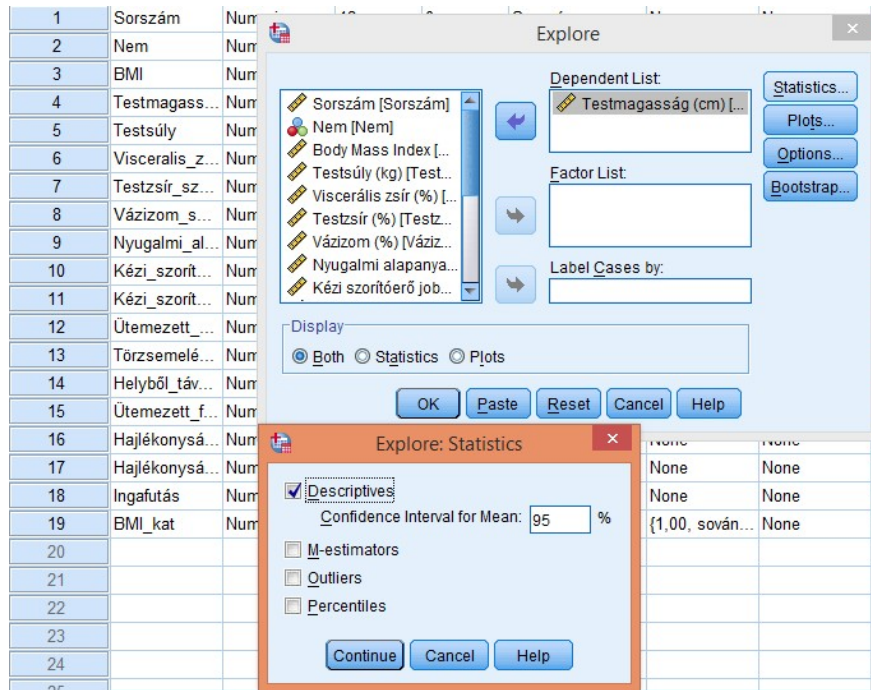 1 Sorszám
Explore
2 Nem Num
3 BMI Num
4 Testmagass... Num
5 Testsúly Num
6 Visceralis_z... Num
7 Testzsír_sz... Num
8 Vázizom_s... Num
9 Nyugalmi_al... Num
10 Kézi_szorít... Num
11 Kézi_szorít... Num
12 Ütemezett_... Num
13 Törzsemelé... Num
14 Helyből_táv... Num
15 Ütemezett_f... Num
16 Hajlékonysá... Num
17 Hajlékonysá... Num None None
18 Ingafutás Num None None
19 BMI_kat Num {1,00, sován... None
20
21
22
23
24
Sorszám [Sorszám]
Nem [Nem]
Body Mass Index [...
Testsúly (kg) [Test...
Viscerális zsír (%) [...
Testzsír (%) [Testz...
Vázizom (%) [Váziz...
Nyugalmi alapanya...
Kézi szorítóerő job...
Dependent List:
Testmagasság (cm) [...
Factor List:
Label Cases by:
Statistics...
Plots...
Options...
Bootstrap...
Display
Both Statistics Plots
OK Paste Reset Cancel Help
Explore: Statistics
Descriptives
Confidence Interval for Mean: 95 %
M-estimators
Outliers
Percentiles
Continue Cancel Help